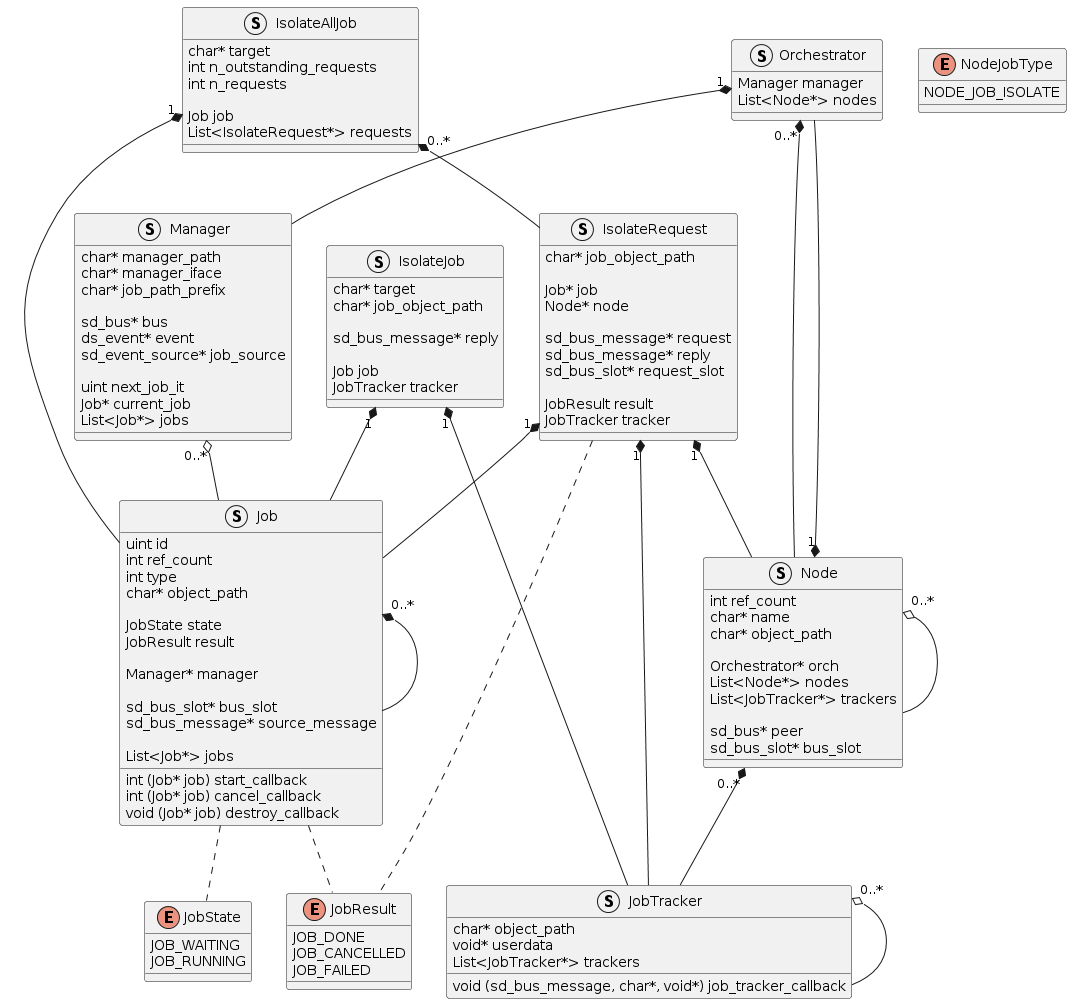 S IsolateAllJob
char* target
int n_outstanding_requests
int n_requests
Job job
List<IsolateRequest*> requests
1
0..*
S Orchestrator
Manager manager
List<Node*> nodes
1
0..*
E NodeJobType
NODE_JOB_ISOLATE
S Manager
char* manager_path
char* manager_iface
char* job_path_prefix
sd_bus* bus
ds_event* event
sd_event_source* job_source
uint next_job_it
Job* current_job
List<Job*> jobs
0..*
S IsolateJob
char* target
char* job_object_path
sd_bus_message* reply
Job job
JobTracker tracker
1
1
S IsolateRequest
char* job_object_path
Job* job
Node* node
sd_bus_message* request
sd_bus_message* reply
sd_bus_slot* request_slot
JobResult result
JobTracker tracker
1
1
1
S Job
uint id
int ref_count
int type
char* object_path
JobState state
JobResult result
Manager* manager
sd_bus_slot* bus_slot
sd_bus_message* source_message
List<Job*> jobs
int (Job* job) start_callback
int (Job* job) cancel_callback
void (Job* job) destroy_callback
0..*
1
S Node
int ref_count
char* name
char* object_path
Orchestrator* orch
List<Node*> nodes
List<JobTracker*> trackers
sd_bus* peer
sd_bus_slot* bus_slot
0..*
0..*
E JobState
JOB_WAITING
JOB_RUNNING
E JobResult
JOB_DONE
JOB_CANCELLED
JOB_FAILED
S JobTracker
char* object_path
void* userdata
List<JobTracker*> trackers
void (sd_bus_message, char*, void*) job_tracker_callback
0..*